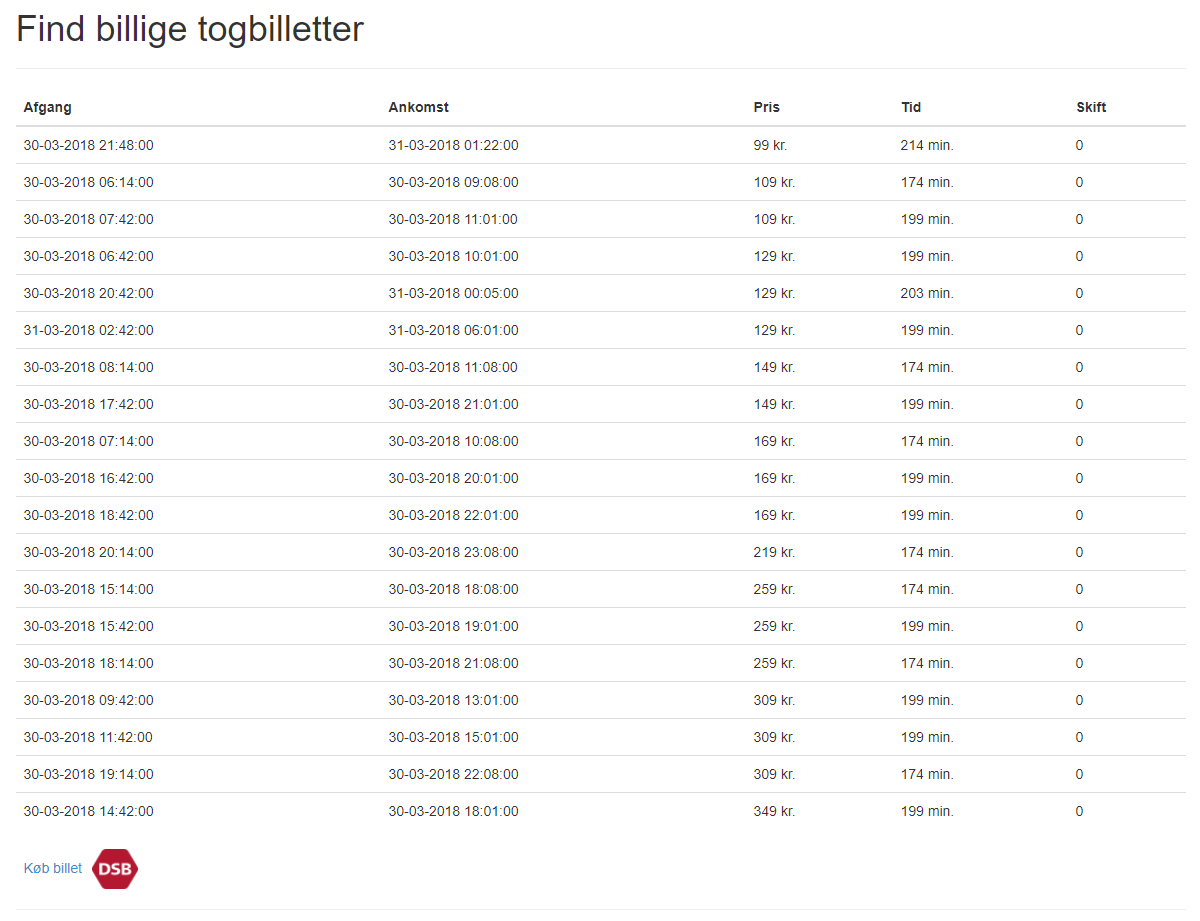 Find billige togbilletter
Afgang Ankomst Pris Tid Skift
30-03-2018 21:48:00 31-03-2018 01:22:00 99 kr. 214 min. 0
30-03-2018 06:14:00 30-03-2018 09:08:00 109 kr. 174 min. 0
30-03-2018 07:42:00 30-03-2018 11:01:00 109 kr. 199 min. 0
30-03-2018 06:42:00 30-03-2018 10:01:00 129 kr. 199 min. 0
30-03-2018 20:42:00 31-03-2018 00:05:00 129 kr. 203 min. 0
31-03-2018 02:42:00 31-03-2018 06:01:00 129 kr. 199 min. 0
30-03-2018 08:14:00 30-03-2018 11:08:00 149 kr. 174 min. 0
30-03-2018 17:42:00 30-03-2018 21:01:00 149 kr. 199 min. 0
30-03-2018 07:14:00 30-03-2018 10:08:00 169 kr. 174 min. 0
30-03-2018 16:42:00 30-03-2018 20:01:00 169 kr. 199 min. 0
30-03-2018 18:42:00 30-03-2018 22:01:00 169 kr. 199 min. 0
30-03-2018 20:14:00 30-03-2018 23:08:00 219 kr. 174 min. 0
30-03-2018 15:14:00 30-03-2018 18:08:00 259 kr. 174 min. 0
30-03-2018 15:42:00 30-03-2018 19:01:00 259 kr. 199 min. 0
30-03-2018 18:14:00 30-03-2018 21:08:00 259 kr. 174 min. 0
30-03-2018 09:42:00 30-03-2018 13:01:00 309 kr. 199 min. 0
30-03-2018 11:42:00 30-03-2018 15:01:00 309 kr. 199 min. 0
30-03-2018 19:14:00 30-03-2018 22:08:00 309 kr. 174 min. 0
30-03-2018 14:42:00 30-03-2018 18:01:00 349 kr. 199 min. 0
Køb billet DSB